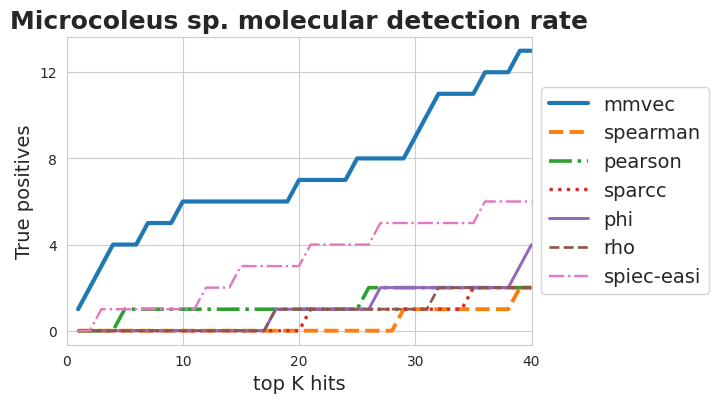 Microcoleus sp. molecular detection rate
True positives
12
8
4
0
0 10 20 30 40
top K hits
mmvec
spearman
pearson
sparcc
phi
rho
spiec-easi